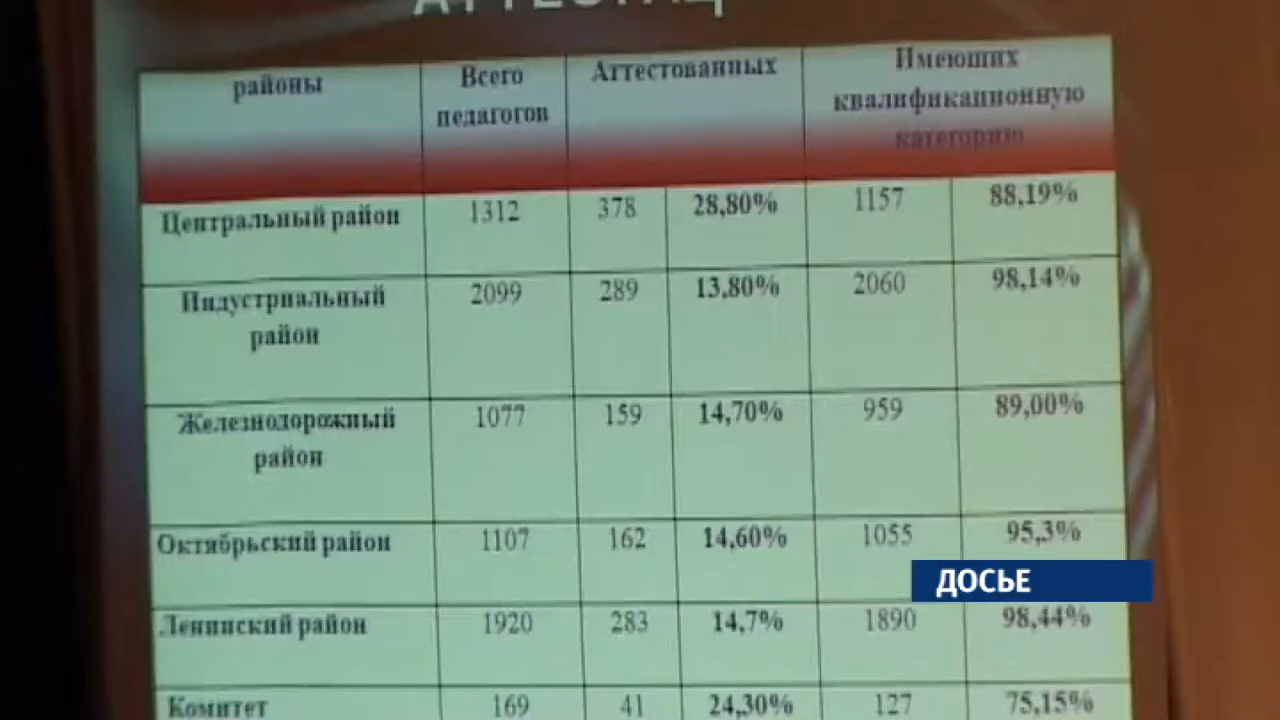 районы Всего педагогов Аттестованных Имеющих квалификационную категорию
Центральный район 1312 378 28,80% 1157 88,19%
Индустриальный район 2099 289 13,80% 2060 98,14%
Железнодорожный район 1077 159 14,70% 959 89,00%
Октябрьский район 1107 162 14,60% 1055 95,3%
ДОСЬЕ
Ленинский район 1920 283 14,7% 1890 98,44%
Комитет 169 41 24,30% 127 75,15%